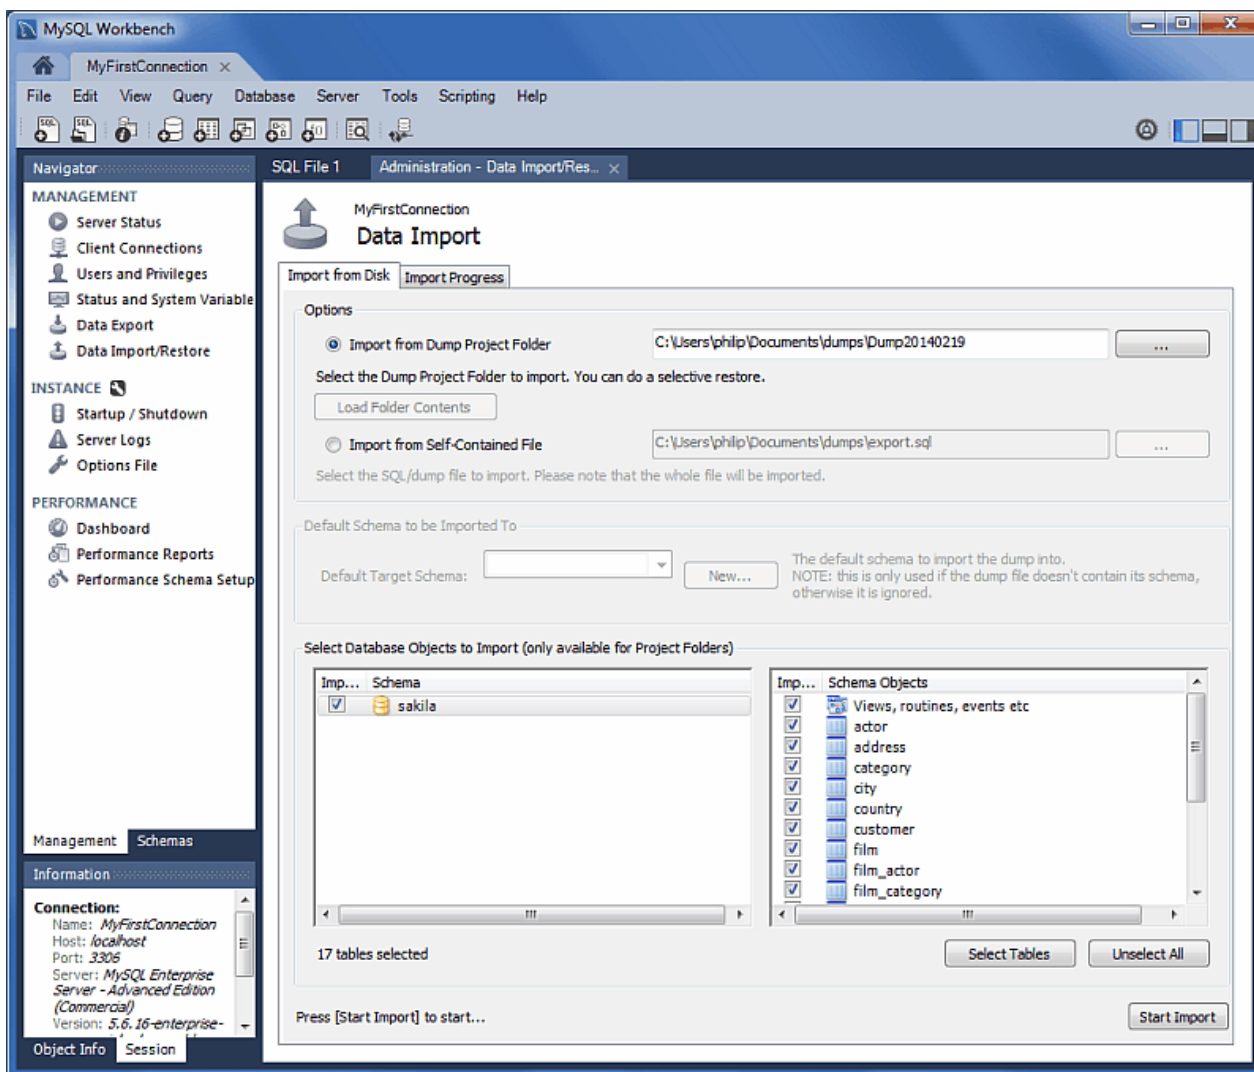 MySQL Workbench
MyFirstConnection
File Edit View Query Database Server Tools Scripting Help
Navigator
SQL File 1
Administration - Data Import/Res...
MANAGEMENT
Server Status
Client Connections
Users and Privileges
Status and System Variable
Data Export
Data Import/Restore
INSTANCE
Startup / Shutdown
Server Logs
Options File
PERFORMANCE
Dashboard
Performance Reports
Performance Schema Setup
Management Schemas
Information
Connection:
Name: MyFirstConnection
Host: localhost
Port: 3306
Server: MySQL Enterprise
Server - Advanced Edition
(Commercial)
Version: 5.6.16-enterprise-
Object Info Session
MyFirstConnection
Data Import
Import from Disk Import Progress
Options
Import from Dump Project Folder C:\Users\philip\Documents\dumps\Dump20140219 ...
Select the Dump Project Folder to import. You can do a selective restore.
Load Folder Contents
Import from Self-Contained File C:\Users\philip\Documents\dumps\export.sql ...
Select the SQL/dump file to import. Please note that the whole file will be imported.
Default Schema to be Imported To
Default Target Schema: New...
The default schema to import the dump into.
NOTE: this is only used if the dump file doesn't contain its schema,
otherwise it is ignored.
Select Database Objects to Import (only available for Project Folders)
Imp... Schema
sakila
Imp... Schema Objects
Views, routines, events etc
actor
address
category
city
country
customer
film
film_actor
film_category
17 tables selected
Select Tables Unselect All
Press [Start Import] to start...
Start Import